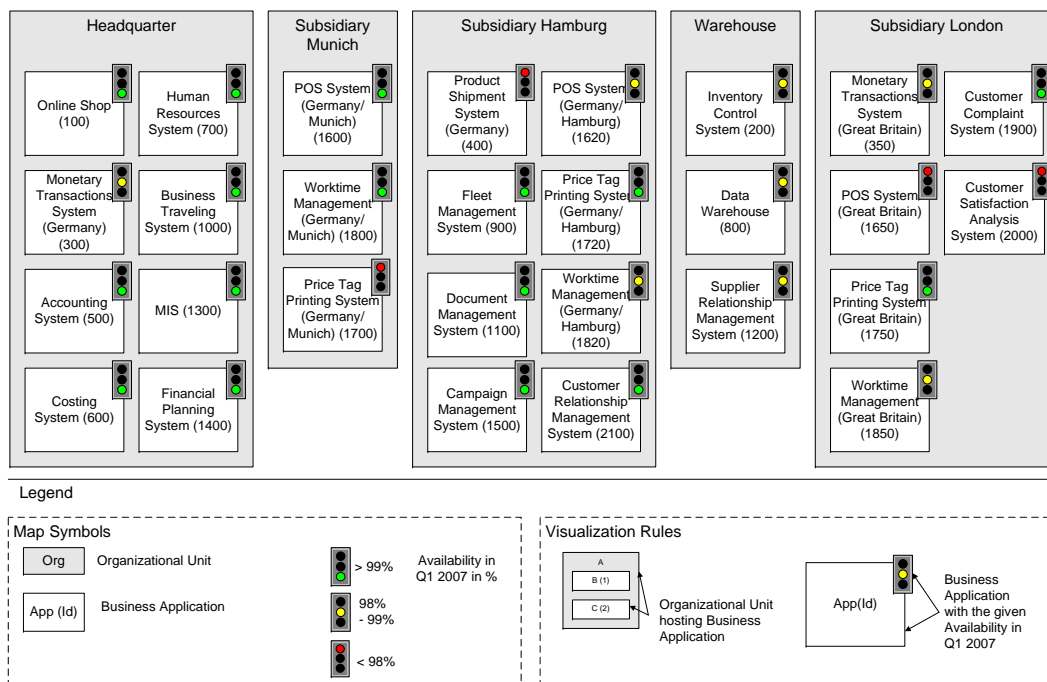 Headquarter
Online Shop
(100)
Human
Resources
System (700)
Monetary
Transactions
System
(Germany)
(300)
Business
Traveling
System (1000)
Accounting
System (500)
MIS (1300)
Costing
System (600)
Financial
Planning
System (1400)
Subsidiary
Munich
POS System
(Germany/
Munich)
(1600)
Worktime
Management
(Germany/
Munich) (1800)
Price Tag
Printing System
(Germany/
Munich) (1700)
Subsidiary Hamburg
Product
Shipment
System
(Germany)
(400)
POS System
(Germany/
Hamburg)
(1620)
Fleet
Management
System (900)
Price Tag
Printing System
(Germany/
Hamburg)
(1720)
Document
Management
System (1100)
Worktime
Management
(Germany/
Hamburg)
(1820)
Campaign
Management
System (1500)
Customer
Relationship
Management
System (2100)
Warehouse
Inventory
Control
System (200)
Data
Warehouse
(800)
Supplier
Relationship
Management
System (1200)
Subsidiary London
Monetary
Transactions
System
(Great Britain)
(350)
Customer
Complaint
System (1900)
POS System
(Great Britain)
(1650)
Customer
Satisfaction
Analysis
System (2000)
Price Tag
Printing System
(Great Britain)
(1750)
Worktime
Management
(Great Britain)
(1850)
Legend
Map Symbols
Org
Organizational Unit
App (Id)
Business Application
> 99%
98%
- 99%
< 98%
Availability in
Q1 2007 in %
Visualization Rules
A
B (1)
C (2)
Organizational Unit
hosting Business
Application
App(Id)
Business
Application
with the given
Availability in
Q1 2007